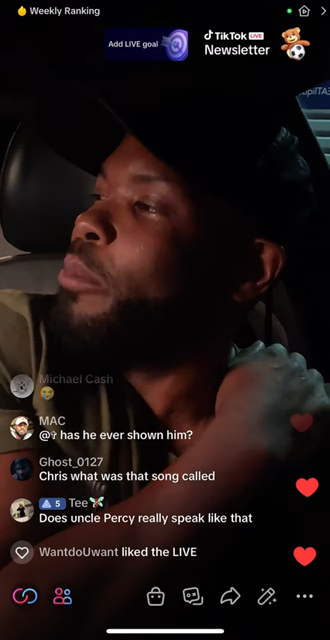 Weekly Ranking
Add LIVE goal
TikTok LIVE
Newsletter
Michael Cash
MAC
@✞ has he ever shown him?
Ghost_0127
Chris what was that song called
5 Tee
Does uncle Percy really speak like that
WantdoUwant liked the LIVE